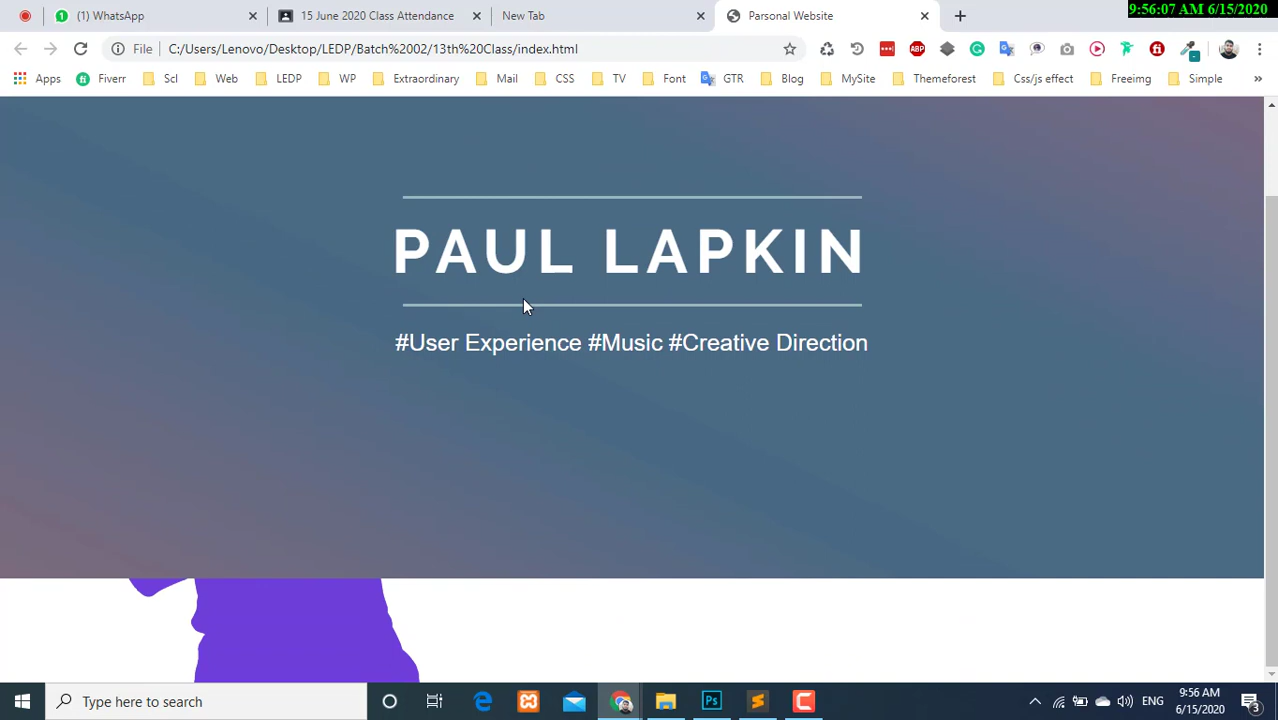 (1) WhatsApp
15 June 2020 Class Attendance
New Tab
Personal Website
9:56:07 AM 6/15/2020
File
C:/Users/Lenovo/Desktop/LEDP/Batch%2002/13th%20Class/index.html
Apps
Fiverr
Scl
Web
LEDP
WP
Extraordinary
Mail
CSS
TV
Font
GTR
Blog
MySite
Themeforest
Css/js effect
Freeimg
Simple
»
PAUL LAPKIN
#User Experience #Music #Creative Direction
Type here to search
Ps
ENG
9:56 AM
6/15/2020
3